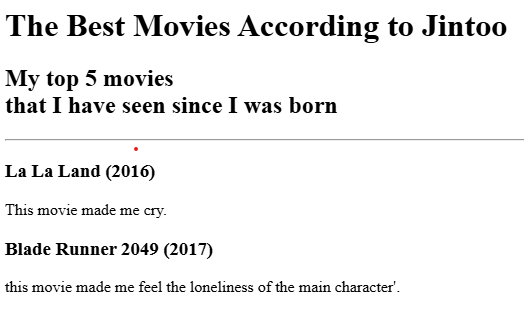 The Best Movies According to Jintoo
My top 5 movies
that I have seen since I was born
La La Land (2016)
This movie made me cry.
Blade Runner 2049 (2017)
this movie made me feel the loneliness of the main character'.